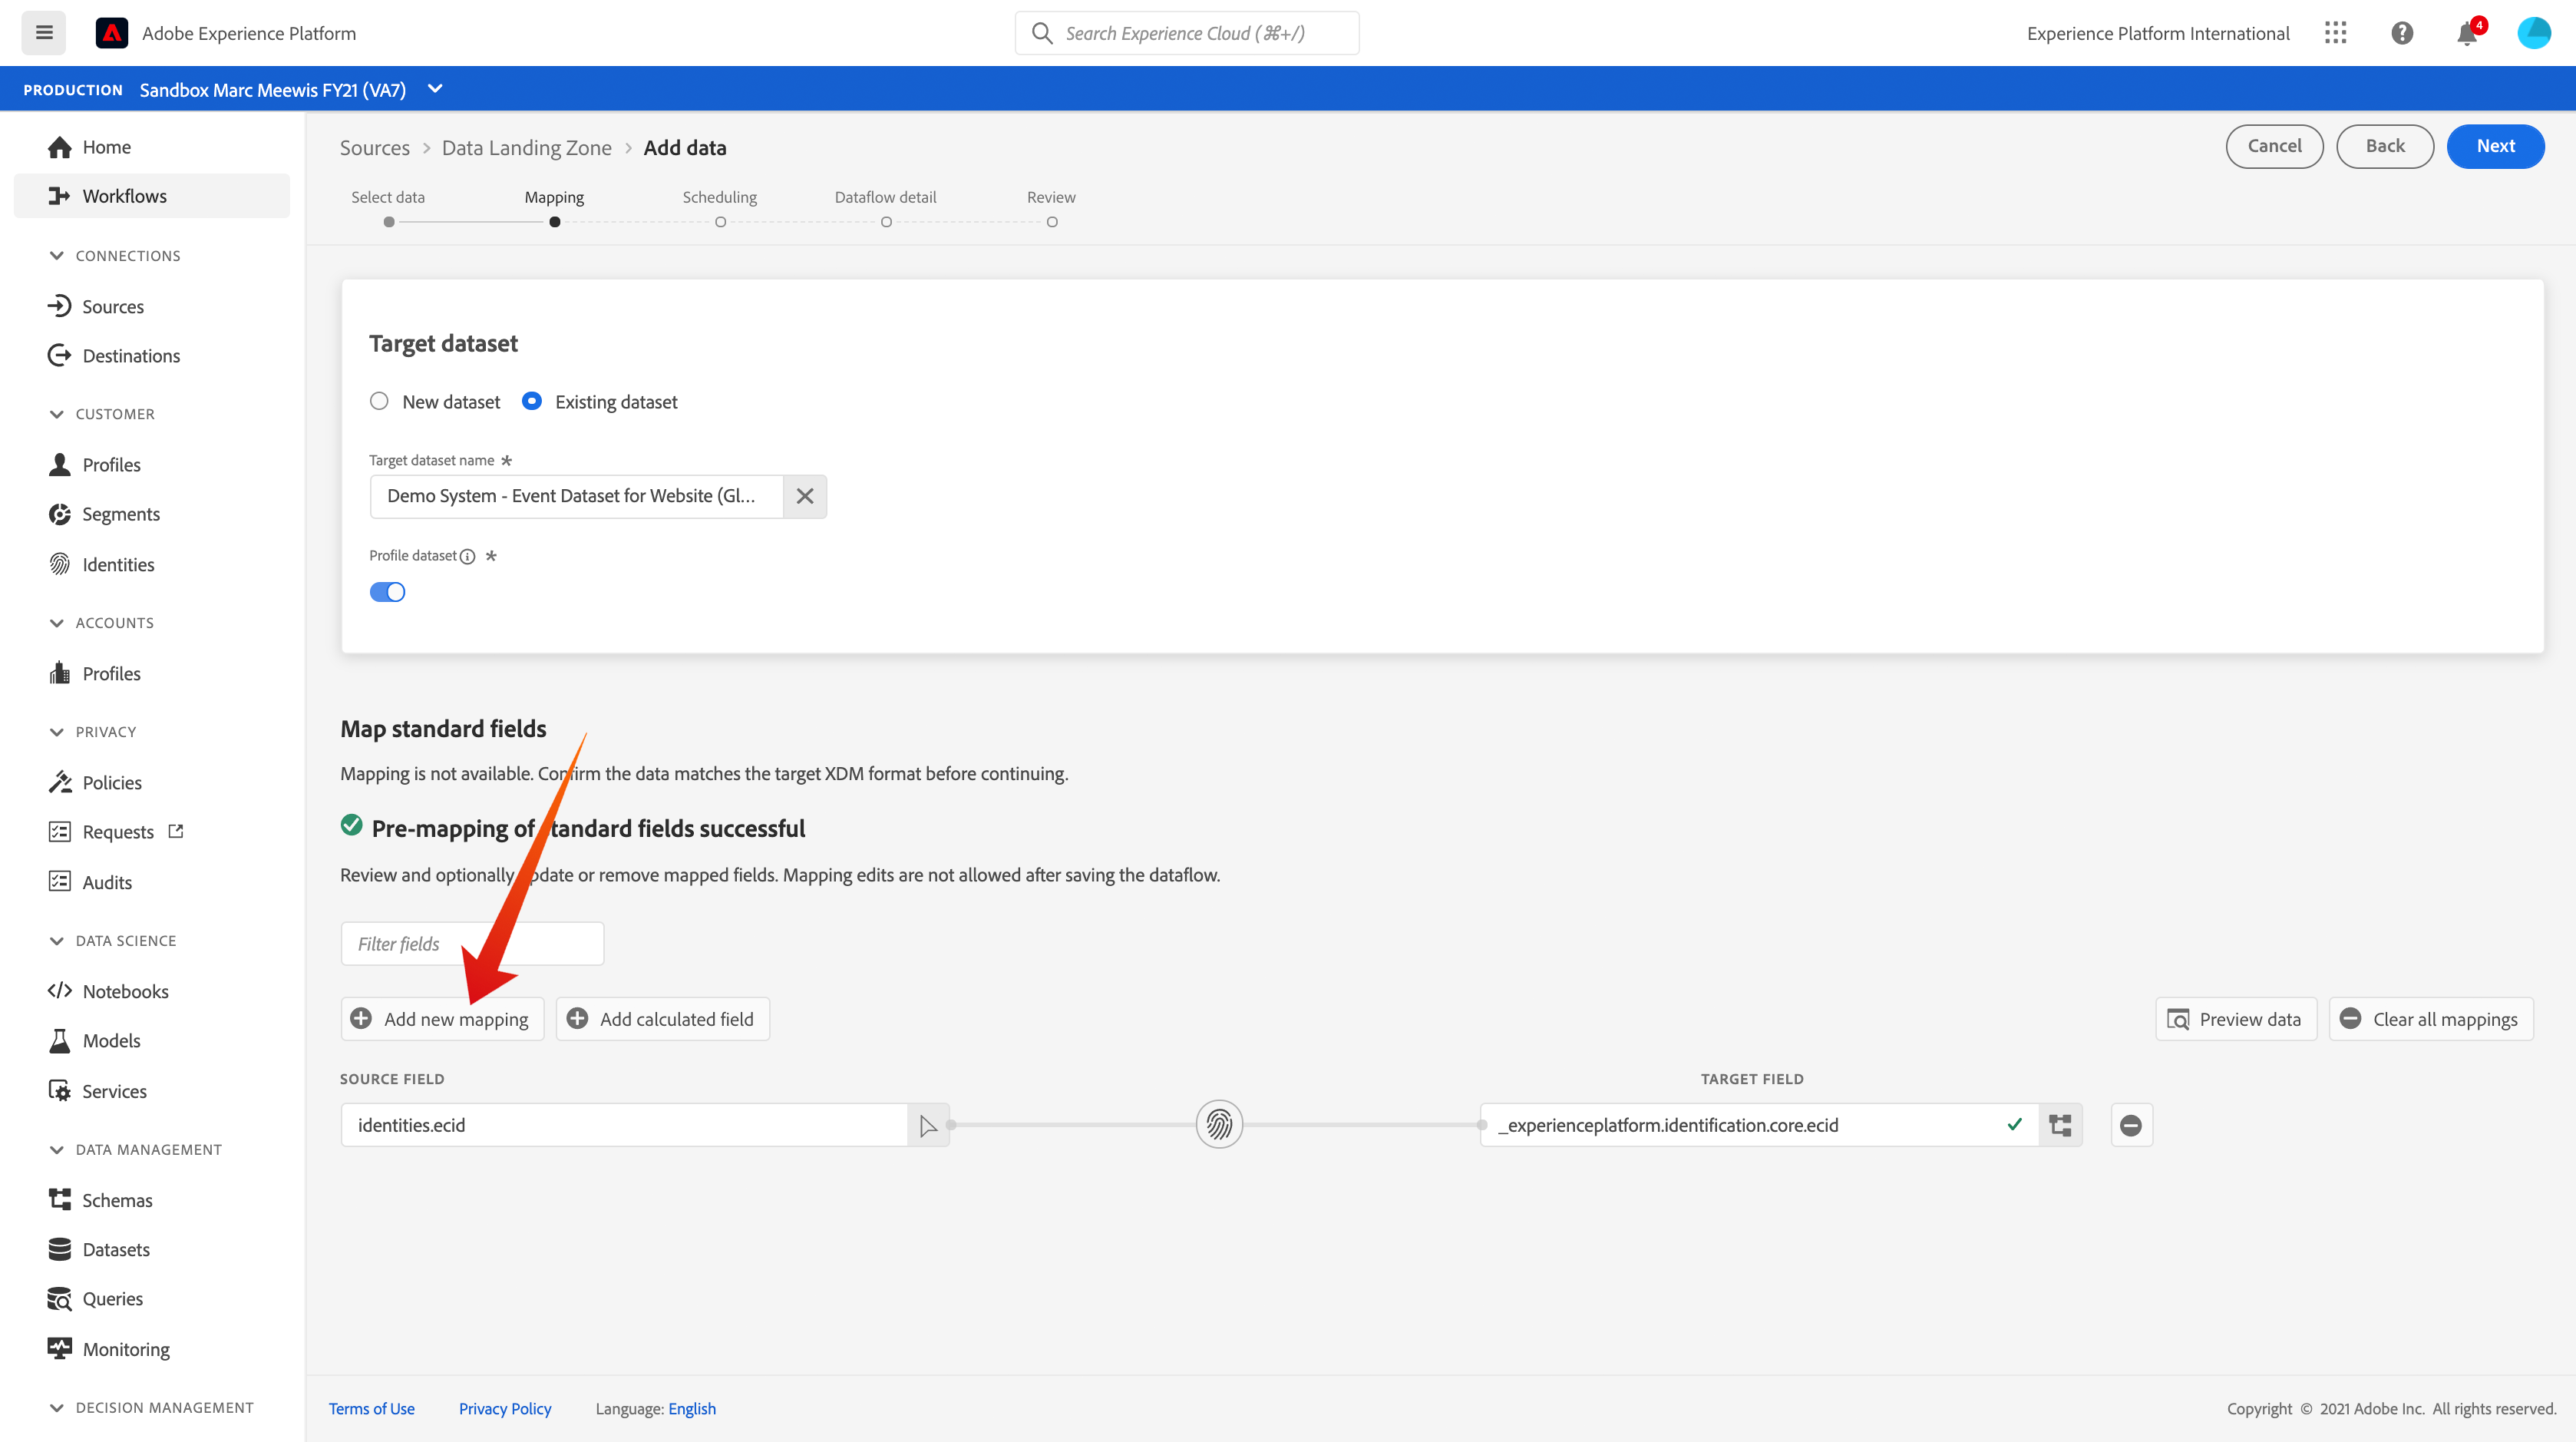 Adobe Experience Platform
Search Experience Cloud (⌘+/)
Experience Platform International
4
PRODUCTION Sandbox Marc Meewis FY21 (VA7)
Home
Workflows
CONNECTIONS
Sources
Destinations
CUSTOMER
Profiles
Segments
Identities
ACCOUNTS
Profiles
PRIVACY
Policies
Requests
Audits
DATA SCIENCE
Notebooks
Models
Services
DATA MANAGEMENT
Schemas
Datasets
Queries
Monitoring
DECISION MANAGEMENT
Sources > Data Landing Zone > Add data
Cancel Back Next
Select data Mapping Scheduling Dataflow detail Review
Target dataset
New dataset Existing dataset
Target dataset name *
Demo System - Event Dataset for Website (Gl...
Profile dataset *
Map standard fields
Mapping is not available. Confirm the data matches the target XDM format before continuing.
Pre-mapping of standard fields successful
Review and optionally update or remove mapped fields. Mapping edits are not allowed after saving the dataflow.
Filter fields
Add new mapping Add calculated field Preview data Clear all mappings
SOURCE FIELD TARGET FIELD
identities.ecid _experienceplatform.identification.core.ecid
Terms of Use Privacy Policy Language: English Copyright © 2021 Adobe Inc. All rights reserved.